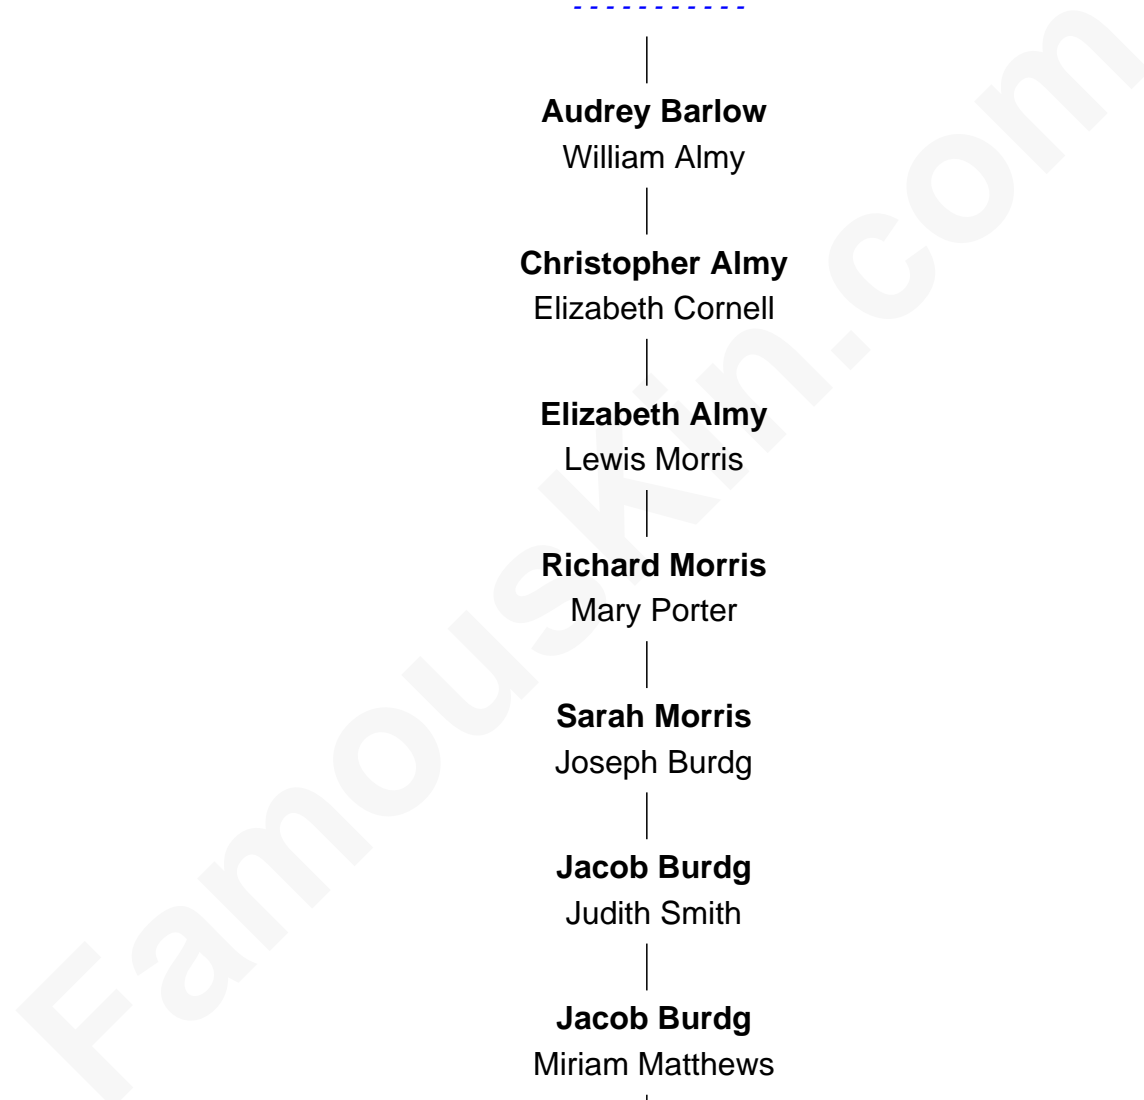 - - - - - - - - - - -
Audrey Barlow
William Almy
Christopher Almy
Elizabeth Cornell
Elizabeth Almy
Lewis Morris
Richard Morris
Mary Porter
Sarah Morris
Joseph Burdg
Jacob Burdg
Judith Smith
Jacob Burdg
Miriam Matthews
FamousKin.com